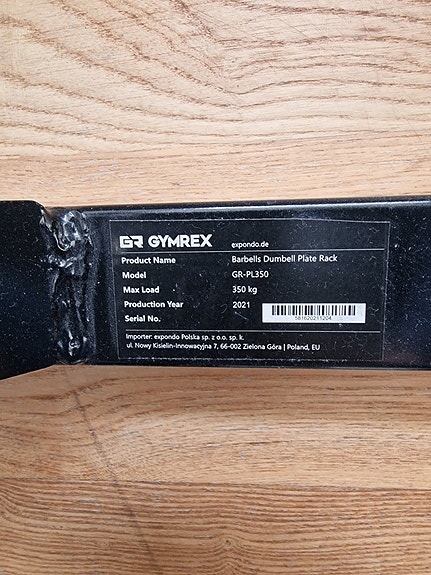 GR GYMREX expondo.de
Product Name Barbells Dumbell Plate Rack
Model GR-PL350
Max Load 350 kg
Production Year 2021
Serial No.
581620211204
Importer: expondo Polska sp. z o.o. sp. k.
ul. Nowy Kisielin-Innowacyjna 7, 66-002 Zielona Góra | Poland, EU